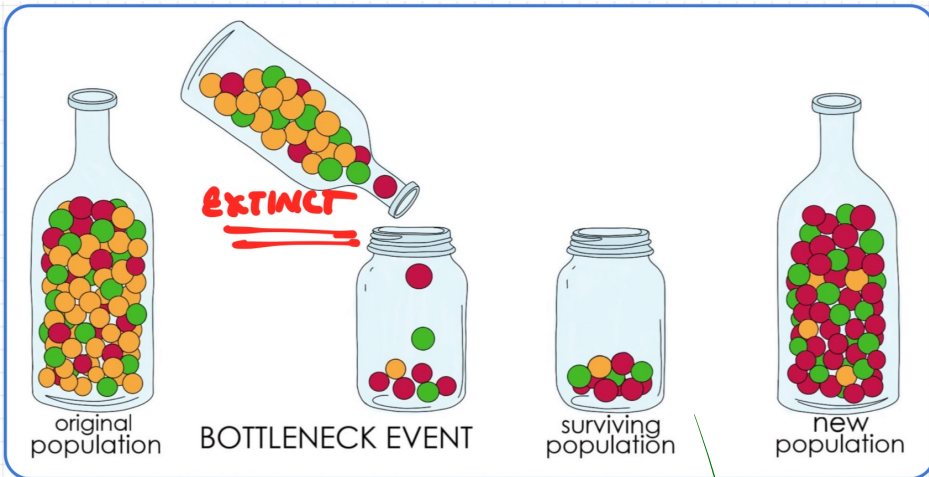 EXTINCT
original
population
BOTTLENECK EVENT
surviving
population
new
population